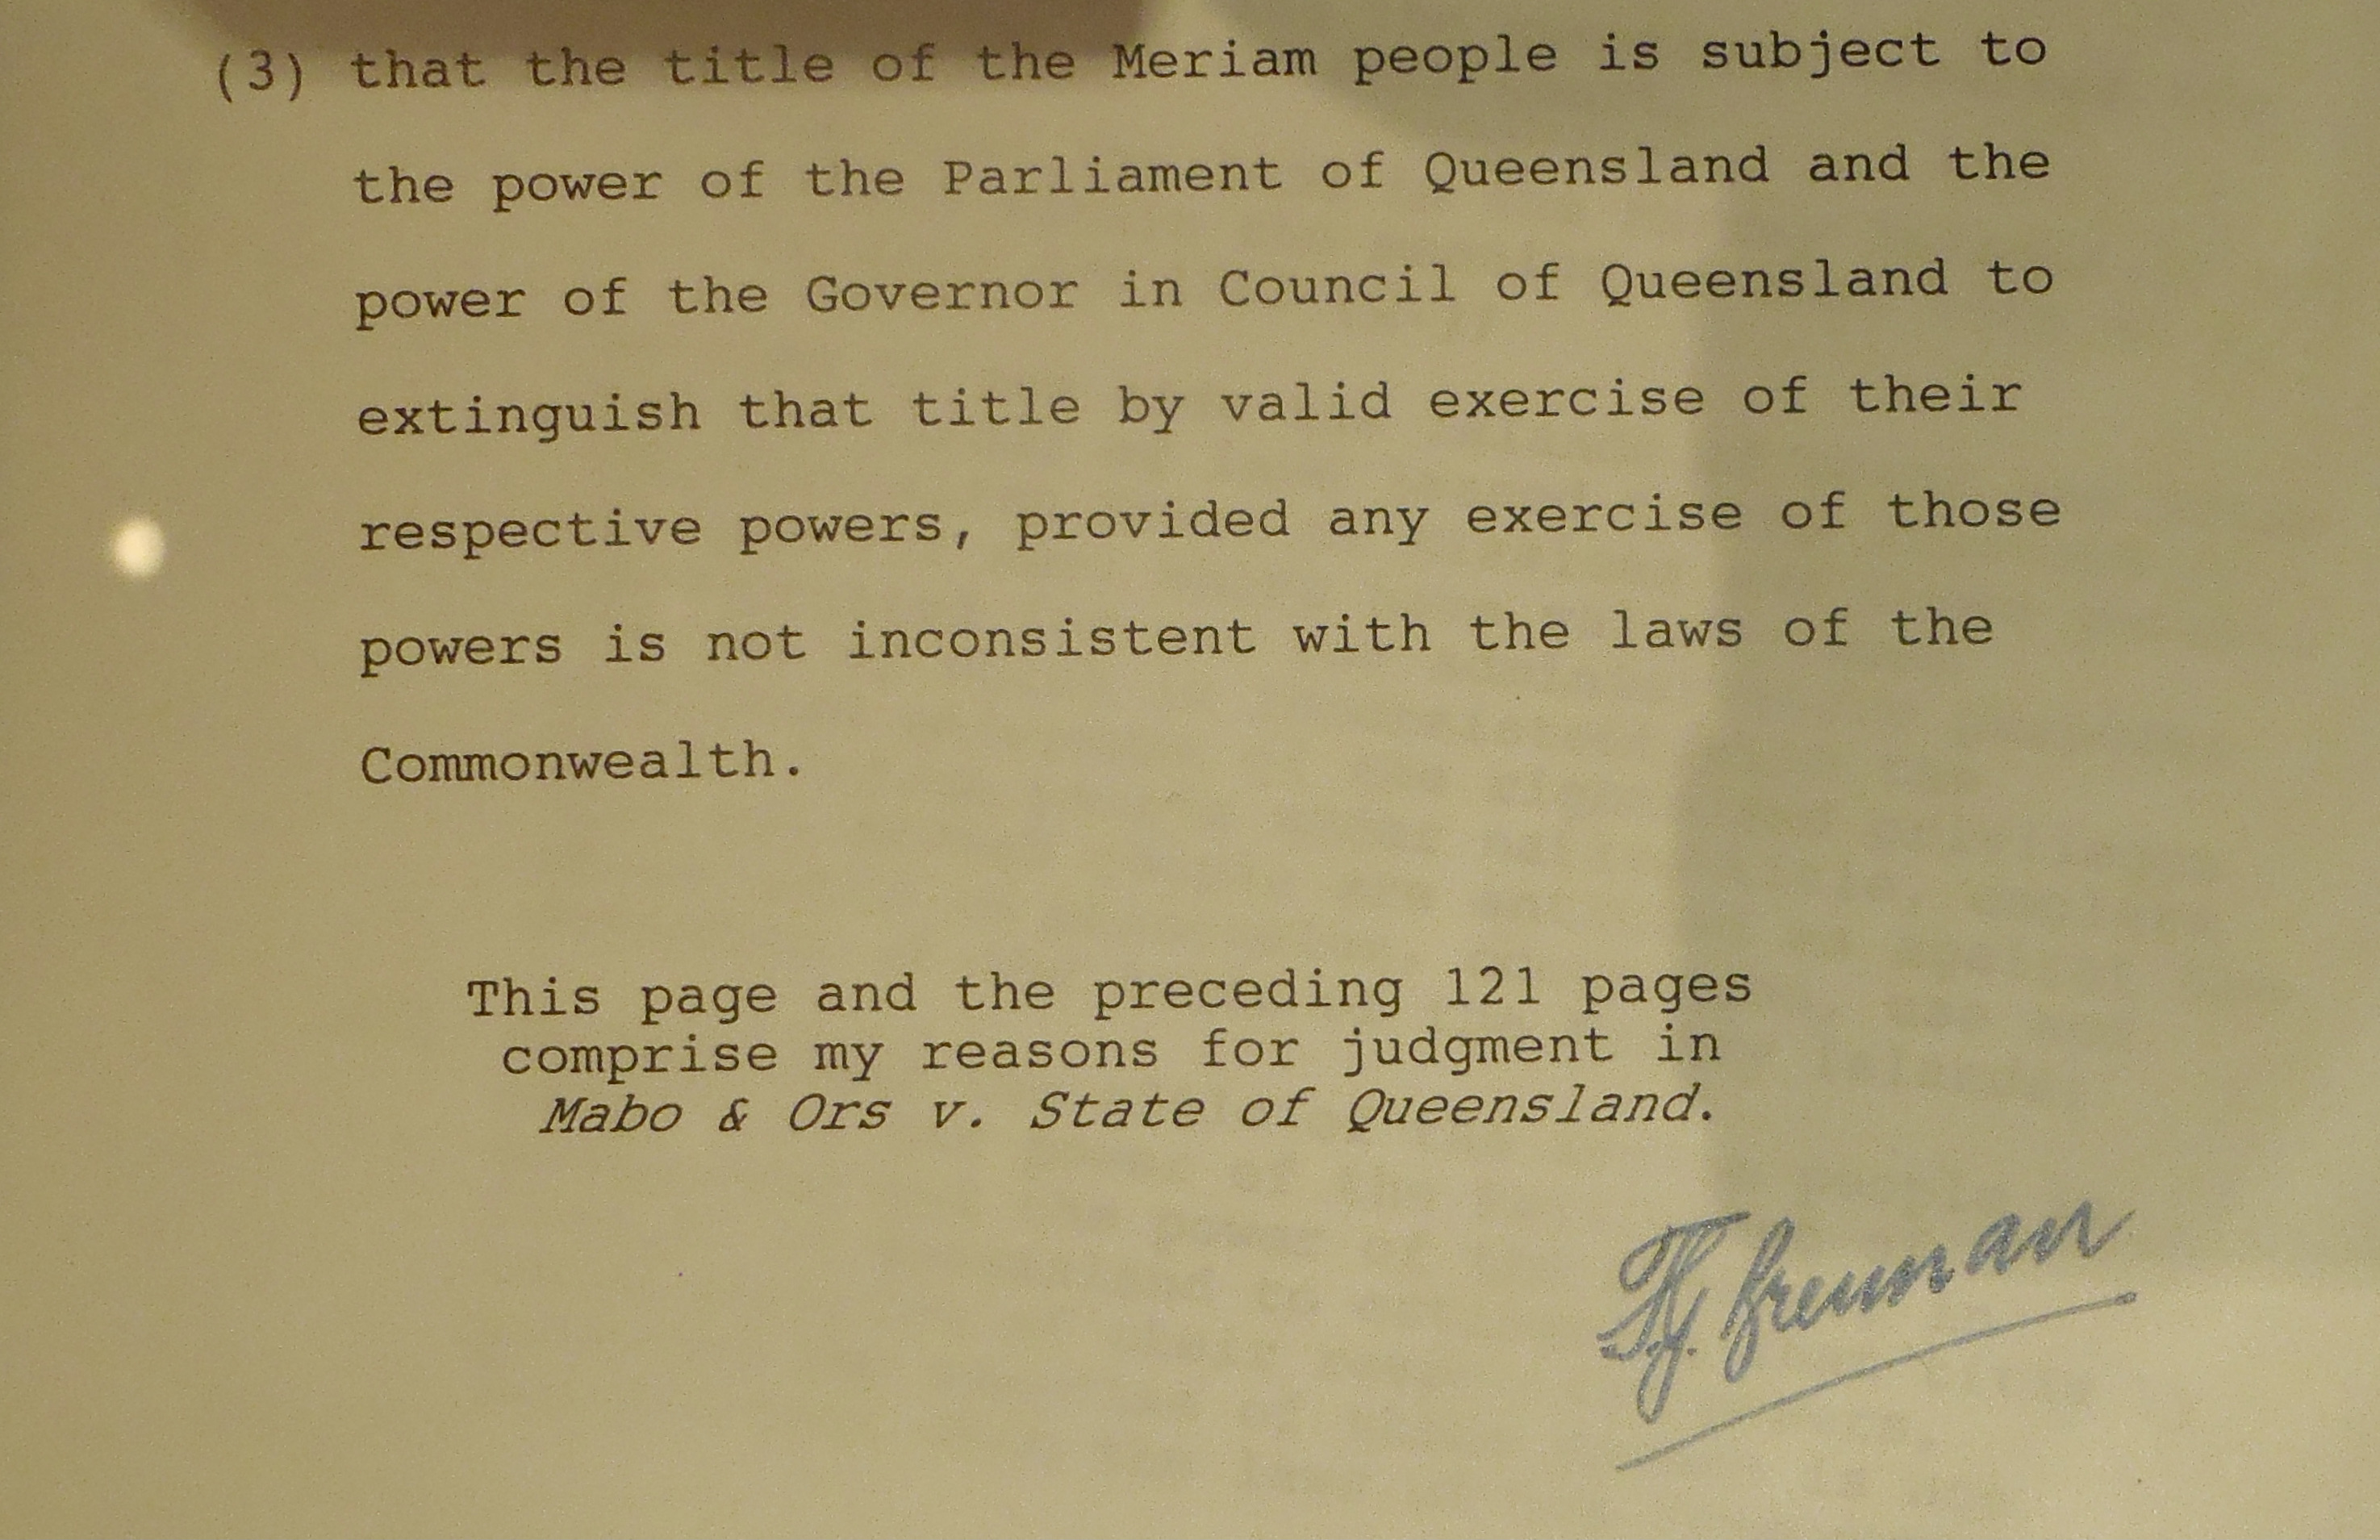 (3) that the title of the Meriam people is subject to
the power of the Parliament of Queensland and the
power of the Governor in Council of Queensland to
extinguish that title by valid exercise of their
respective powers, provided any exercise of those
powers is not inconsistent with the laws of the
Commonwealth.
This page and the preceding 121 pages
comprise my reasons for judgment in
Mabo & Ors v. State of Queensland.
Brennan